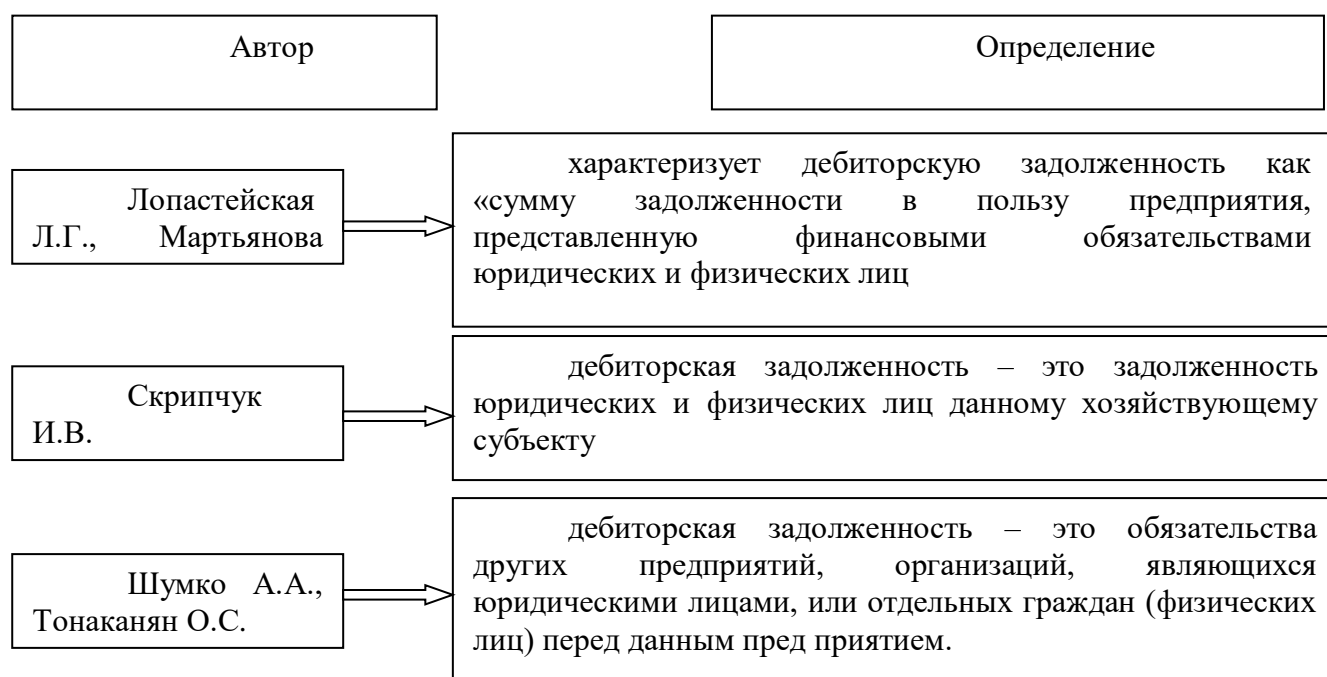 Автор
Определение
Лопастейская
Л.Г., Мартьянова
характеризует дебиторскую задолженность как
«сумму задолженности в пользу предприятия,
представленную финансовыми обязательствами
юридических и физических лиц
Скрипчук
И.В.
дебиторская задолженность – это задолженность
юридических и физических лиц данному хозяйствующему
субъекту
Шумко А.А.,
Тонаканян О.С.
дебиторская задолженность – это обязательства
других предприятий, организаций, являющихся
юридическими лицами, или отдельных граждан (физических
лиц) перед данным пред приятием.